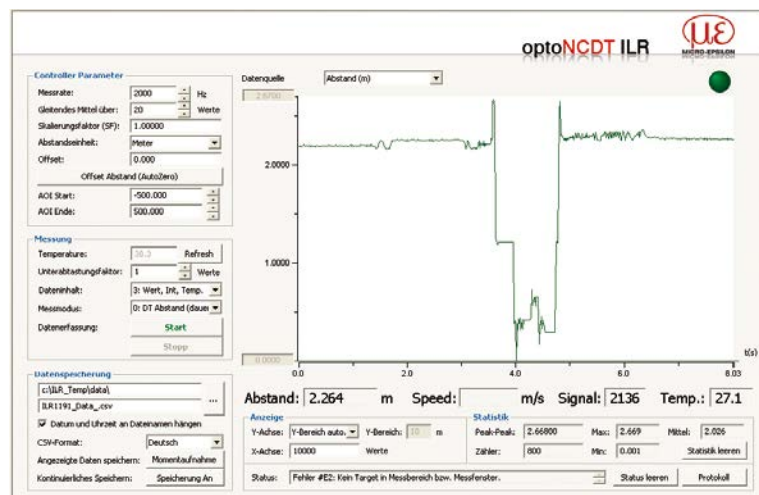 optoNCDT ILR
με
MICRO-EPSILON
Controller Parameter
Messrate: 2000 Hz
Gleitendes Mittel über: 20 Werte
Skalierungsfaktor (SF): 1.00000
Abstandseinheit: Meter
Offset: 0.000
Offset Abstand (AutoZero)
AOI Start: -500.000
AOI Ende: 500.000
Messung
Temperature: Refresh
Unterabtastungsfaktor: 1 Werte
Dateninhalt: 3: Wert, Int, Temp.
Messmodus: 0: DT Abstand (dauer
Datenerfassung: Start
Stopp
Datenspeicherung
c:\ILR_Temp\data\
ILR1191_Data_.csv
...
Datum und Uhrzeit an Dateinamen hängen
CSV-Format: Deutsch
Angezeigte Daten speichern: Momentaufnahme
Kontinuierliches Speichern: Speicherung An
Datenquelle Abstand (m)
2.6700
2.0000
1.0000
0.0000
0.0 2.0 4.0 6.0 8.03
t(s)
Abstand: 2.264 m Speed: m/s Signal: 2136 Temp.: 27.1
Anzeige
Y-Achse: Y-Bereich auto. Y-Bereich: 10 m
X-Achse: 10000 Werte
Statistik
Peak-Peak: 2.66800 Max: 2.669 Mittel: 2.026
Zähler: 800 Min: 0.001 Statistik leeren
Status: Fehler #E2: Kein Target in Messbereich bzw. Messfenster. Status leeren Protokoll